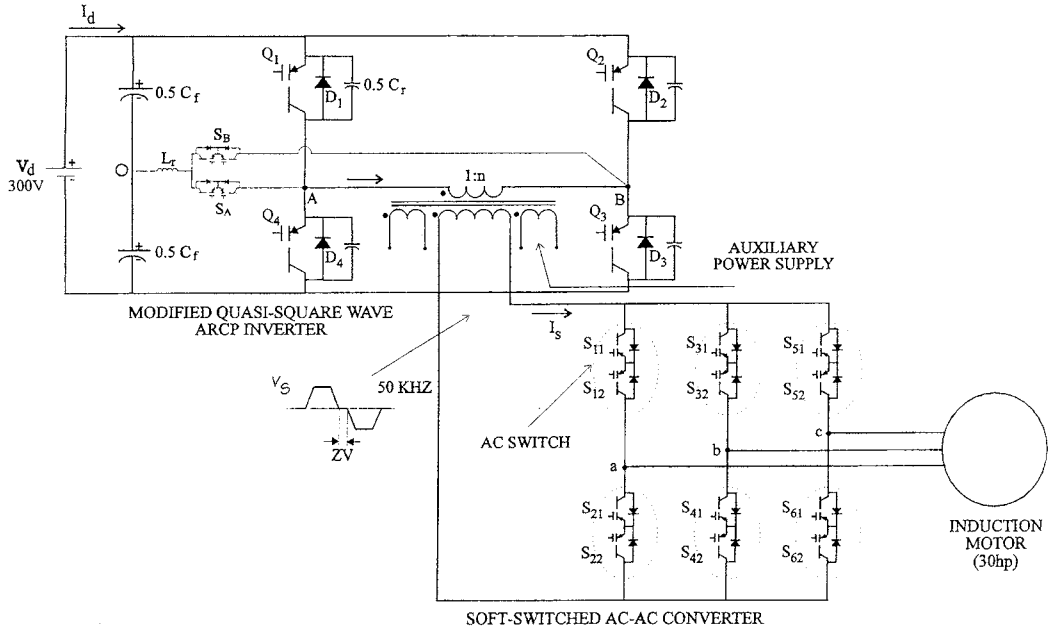 I_d
Q_1
Q_2
0.5 C_f
D_1
0.5 C_r
D_2
S_B
V_d
300V
O
L_r
S_A
A
1:n
B
Q_4
Q_3
0.5 C_f
D_4
D_3
AUXILIARY
POWER SUPPLY
MODIFIED QUASI-SQUARE WAVE
ARCP INVERTER
I_s
V_S
50 KHZ
ZV
S_11
S_31
S_51
S_12
S_32
S_52
AC SWITCH
c
b
a
S_21
S_41
S_61
S_22
S_42
S_62
INDUCTION
MOTOR
(30hp)
SOFT-SWITCHED AC-AC CONVERTER